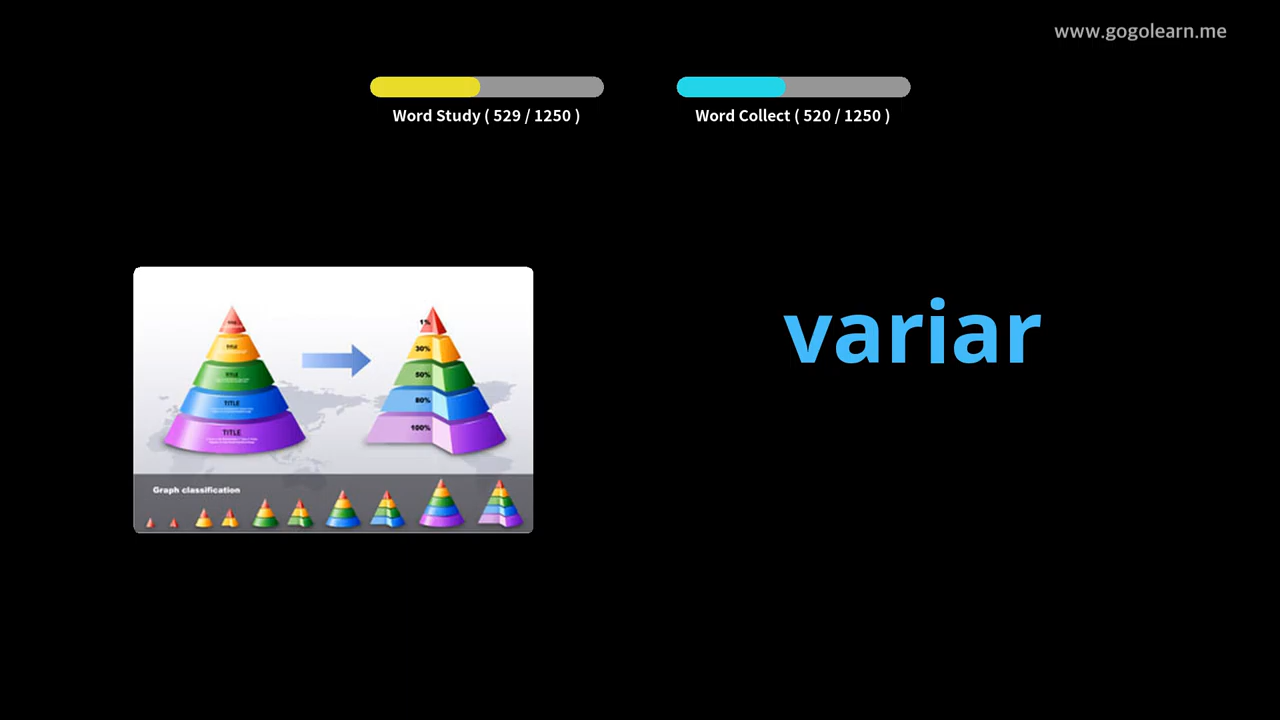 www.gogolearn.me
Word Study ( 529 / 1250 )
Word Collect ( 520 / 1250 )
variar
TITLE
TITLE
TITLE
TITLE
1%
30%
50%
80%
100%
Graph classification